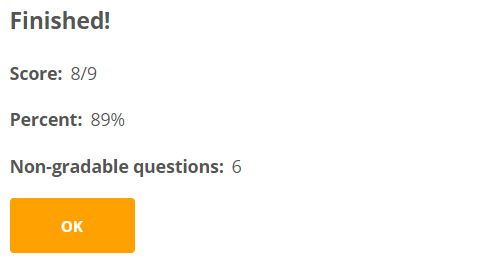 Finished!
Score: 8/9
Percent: 89%
Non-gradable questions: 6
OK